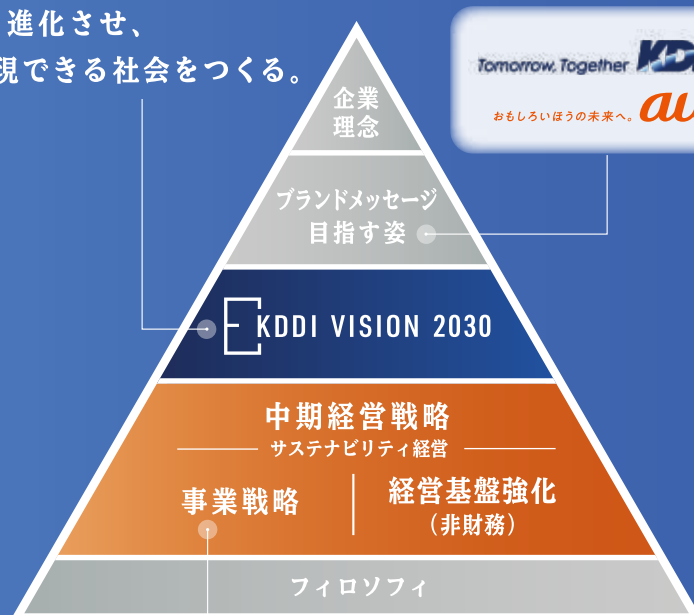 進化させ、
現できる社会をつくる。
Tomorrow, Together KD
おもしろいほうの未来へ。 au
企業
理念
ブランドメッセージ
目指す姿
KDDI VISION 2030
中期経営戦略
サステナビリティ経営
事業戦略
経営基盤強化
（非財務）
フィロソフィ